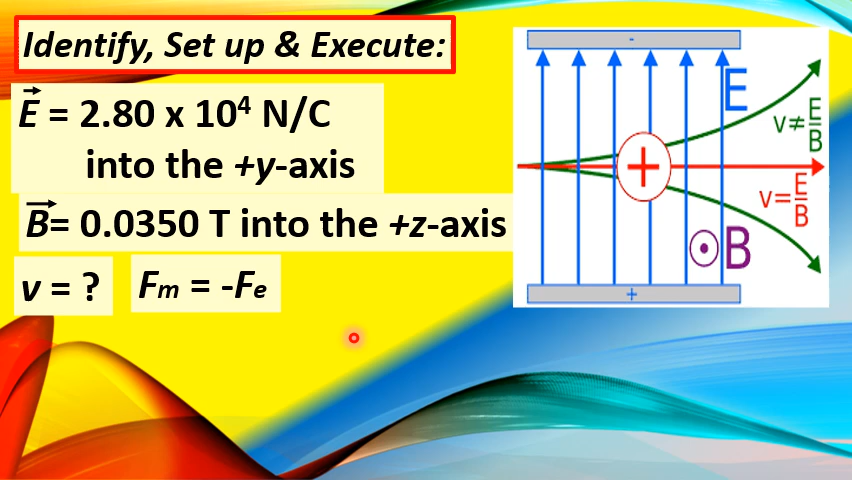 Identify, Set up & Execute:
E⃗ = 2.80 x 10⁴ N/C
into the +y-axis
B⃗= 0.0350 T into the +z-axis
v = ?
Fm = -Fe
-
E
v≠E/B
+
v=E/B
B
+